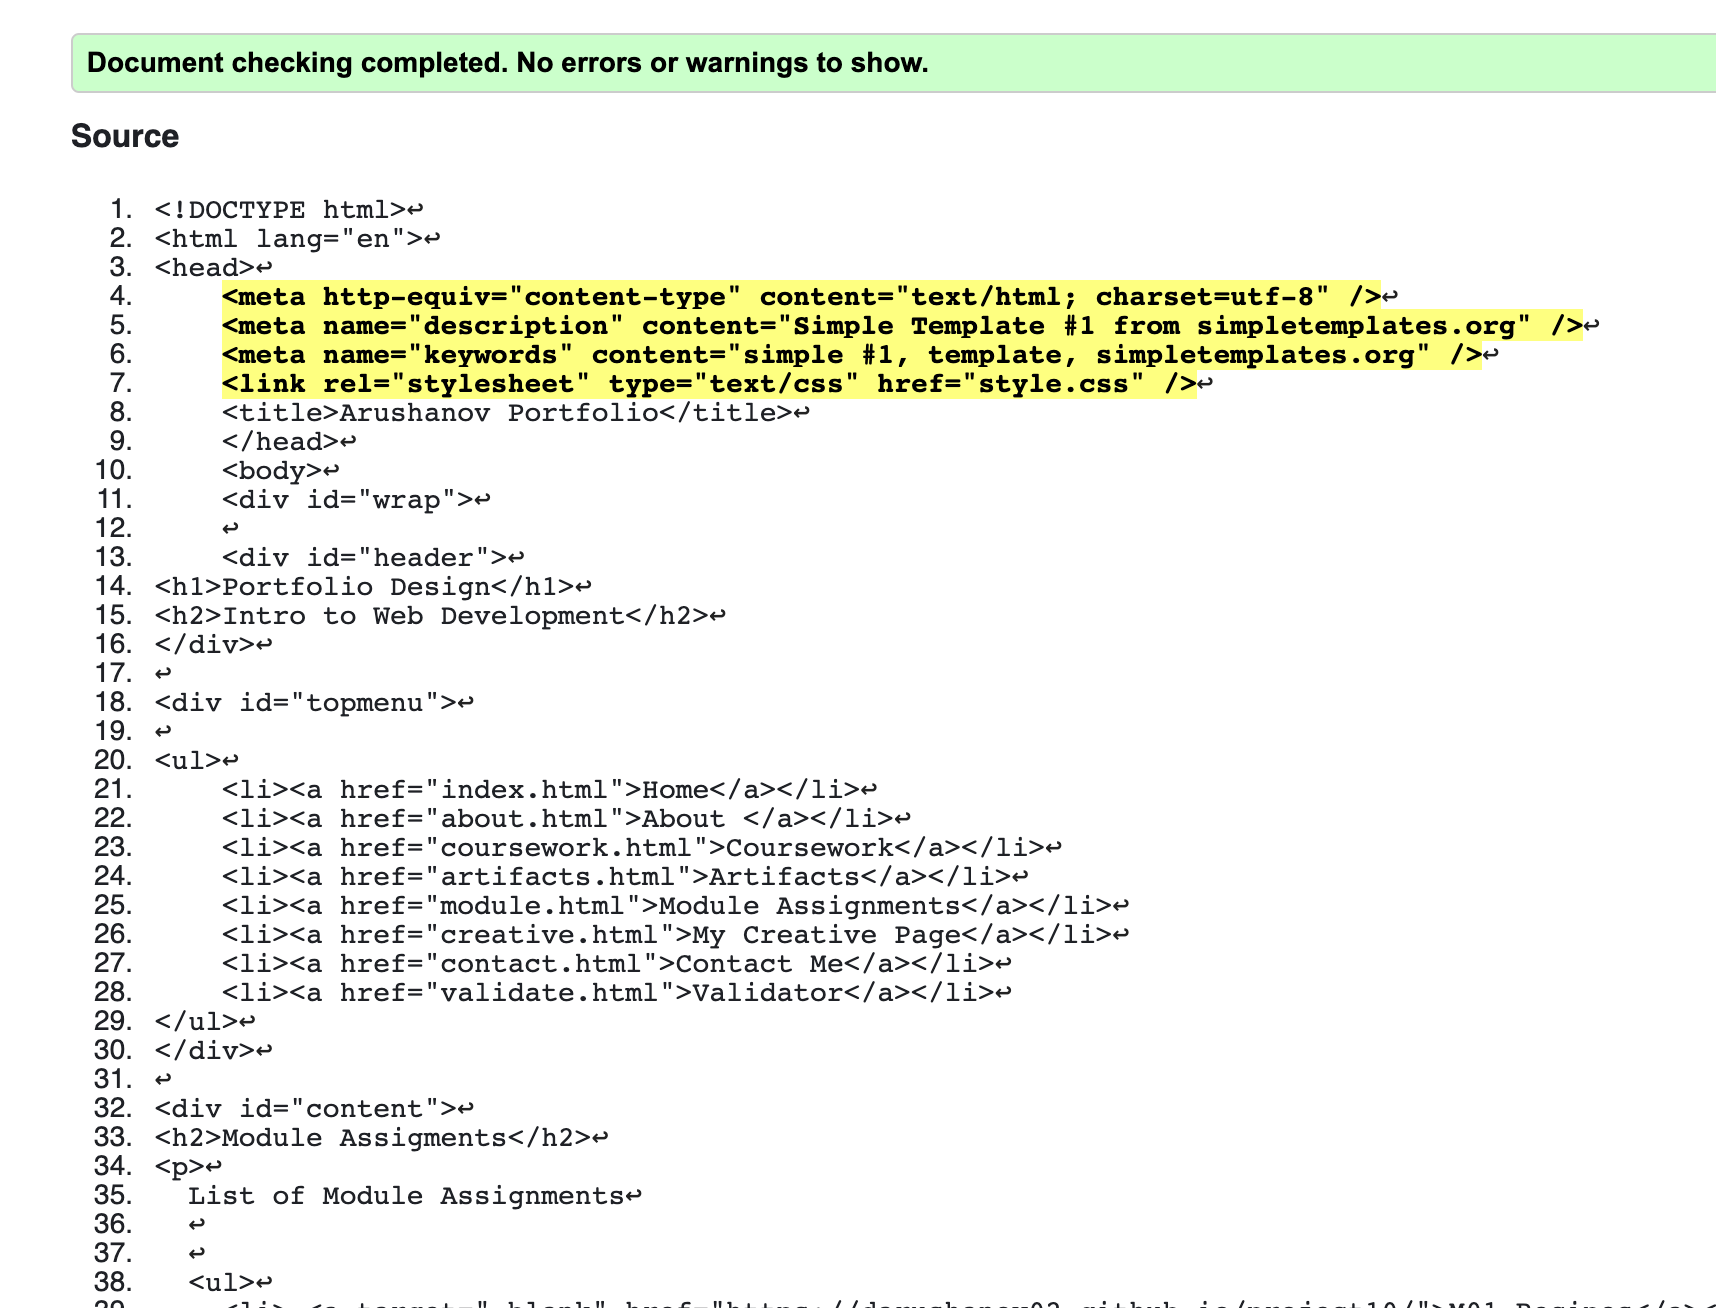 Document checking completed. No errors or warnings to show.
Source
1. <!DOCTYPE html>↩
2. <html lang="en">↩
3. <head>↩
4. <meta http-equiv="content-type" content="text/html; charset=utf-8" />↩
5. <meta name="description" content="Simple Template #1 from simpletemplates.org" />↩
6. <meta name="keywords" content="simple #1, template, simpletemplates.org" />↩
7. <link rel="stylesheet" type="text/css" href="style.css" />↩
8. <title>Arushanov Portfolio</title>↩
9. </head>↩
10. <body>↩
11. <div id="wrap">↩
12. ↩
13. <div id="header">↩
14. <h1>Portfolio Design</h1>↩
15. <h2>Intro to Web Development</h2>↩
16. </div>↩
17. ↩
18. <div id="topmenu">↩
19. ↩
20. <ul>↩
21. <li><a href="index.html">Home</a></li>↩
22. <li><a href="about.html">About </a></li>↩
23. <li><a href="coursework.html">Coursework</a></li>↩
24. <li><a href="artifacts.html">Artifacts</a></li>↩
25. <li><a href="module.html">Module Assignments</a></li>↩
26. <li><a href="creative.html">My Creative Page</a></li>↩
27. <li><a href="contact.html">Contact Me</a></li>↩
28. <li><a href="validate.html">Validator</a></li>↩
29. </ul>↩
30. </div>↩
31. ↩
32. <div id="content">↩
33. <h2>Module Assigments</h2>↩
34. <p>↩
35. List of Module Assignments↩
36. ↩
37. ↩
38. <ul>↩